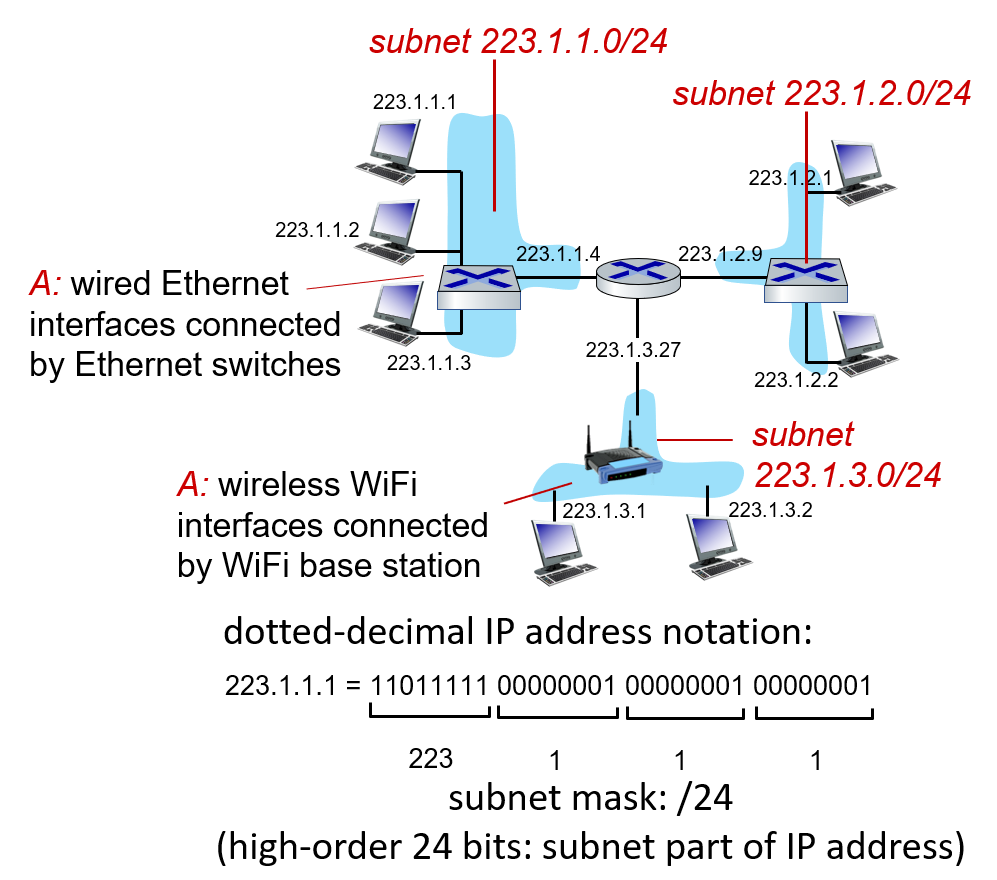 subnet 223.1.1.0/24
subnet 223.1.2.0/24
223.1.1.1
223.1.2.1
223.1.1.2
223.1.1.4
223.1.2.9
A: wired Ethernet
interfaces connected
by Ethernet switches
223.1.1.3
223.1.3.27
223.1.2.2
subnet
223.1.3.0/24
A: wireless WiFi
interfaces connected
by WiFi base station
223.1.3.1
223.1.3.2
dotted-decimal IP address notation:
223.1.1.1 = 11011111 00000001 00000001 00000001
223 1 1 1
subnet mask: /24
(high-order 24 bits: subnet part of IP address)